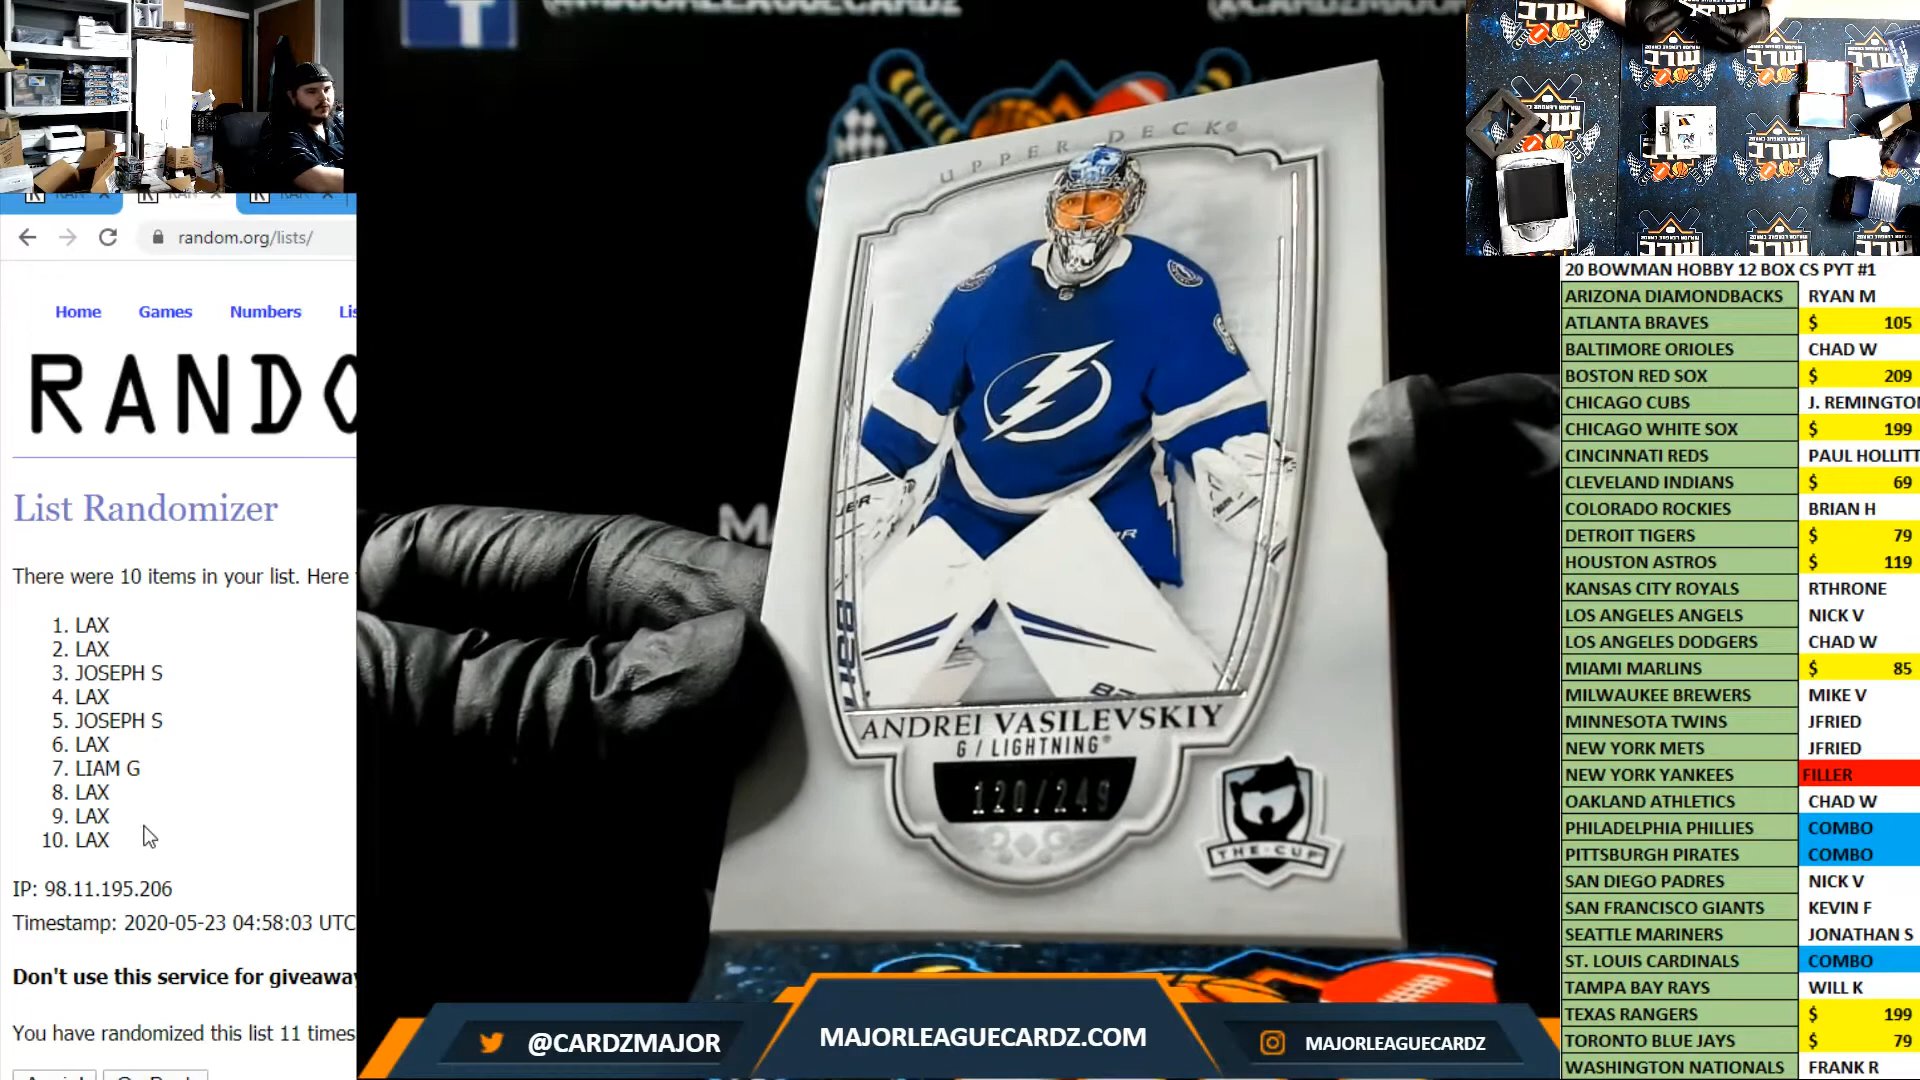 @MAJORLEAGUECARDZ
@CARDZMAJOR
random.org/lists/
Home Games Numbers Lis
RANDO
List Randomizer
There were 10 items in your list. Here
1. LAX
2. LAX
3. JOSEPH S
4. LAX
5. JOSEPH S
6. LAX
7. LIAM G
8. LAX
9. LAX
10. LAX
IP: 98.11.195.206
Timestamp: 2020-05-23 04:58:03 UTC
Don't use this service for giveaway
You have randomized this list 11 times
UPPER DECK
ANDREI VASILEVSKIY
G / LIGHTNING
120/249
THE CUP
@CARDZMAJOR
MAJORLEAGUECARDZ.COM
MAJORLEAGUECARDZ
20 BOWMAN HOBBY 12 BOX CS PYT #1
ARIZONA DIAMONDBACKS RYAN M
ATLANTA BRAVES $ 105
BALTIMORE ORIOLES CHAD W
BOSTON RED SOX $ 209
CHICAGO CUBS J. REMINGTON
CHICAGO WHITE SOX $ 199
CINCINNATI REDS PAUL HOLLITT
CLEVELAND INDIANS $ 69
COLORADO ROCKIES BRIAN H
DETROIT TIGERS $ 79
HOUSTON ASTROS $ 119
KANSAS CITY ROYALS RTHRONE
LOS ANGELES ANGELS NICK V
LOS ANGELES DODGERS CHAD W
MIAMI MARLINS $ 85
MILWAUKEE BREWERS MIKE V
MINNESOTA TWINS JFRIED
NEW YORK METS JFRIED
NEW YORK YANKEES FILLER
OAKLAND ATHLETICS CHAD W
PHILADELPHIA PHILLIES COMBO
PITTSBURGH PIRATES COMBO
SAN DIEGO PADRES NICK V
SAN FRANCISCO GIANTS KEVIN F
SEATTLE MARINERS JONATHAN S
ST. LOUIS CARDINALS COMBO
TAMPA BAY RAYS WILL K
TEXAS RANGERS $ 199
TORONTO BLUE JAYS $ 79
WASHINGTON NATIONALS FRANK R